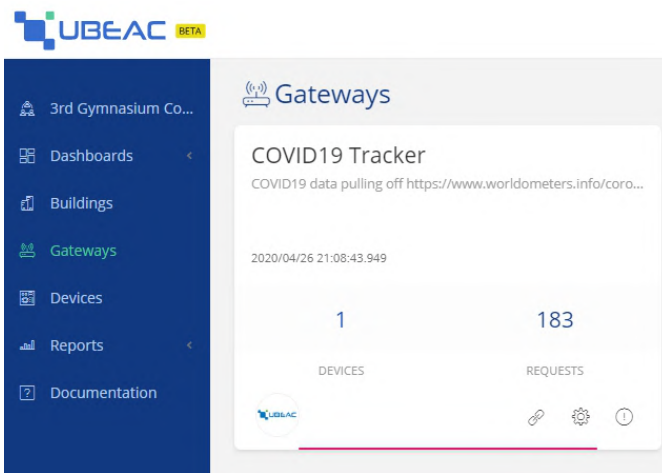 UBEAC BETA
3rd Gymnasium Co...
Dashboards
Buildings
Gateways
Devices
Reports
Documentation
Gateways
COVID19 Tracker
COVID19 data pulling off https://www.worldometers.info/coro...
2020/04/26 21:08:43.949
1
183
DEVICES
REQUESTS
UBEAC